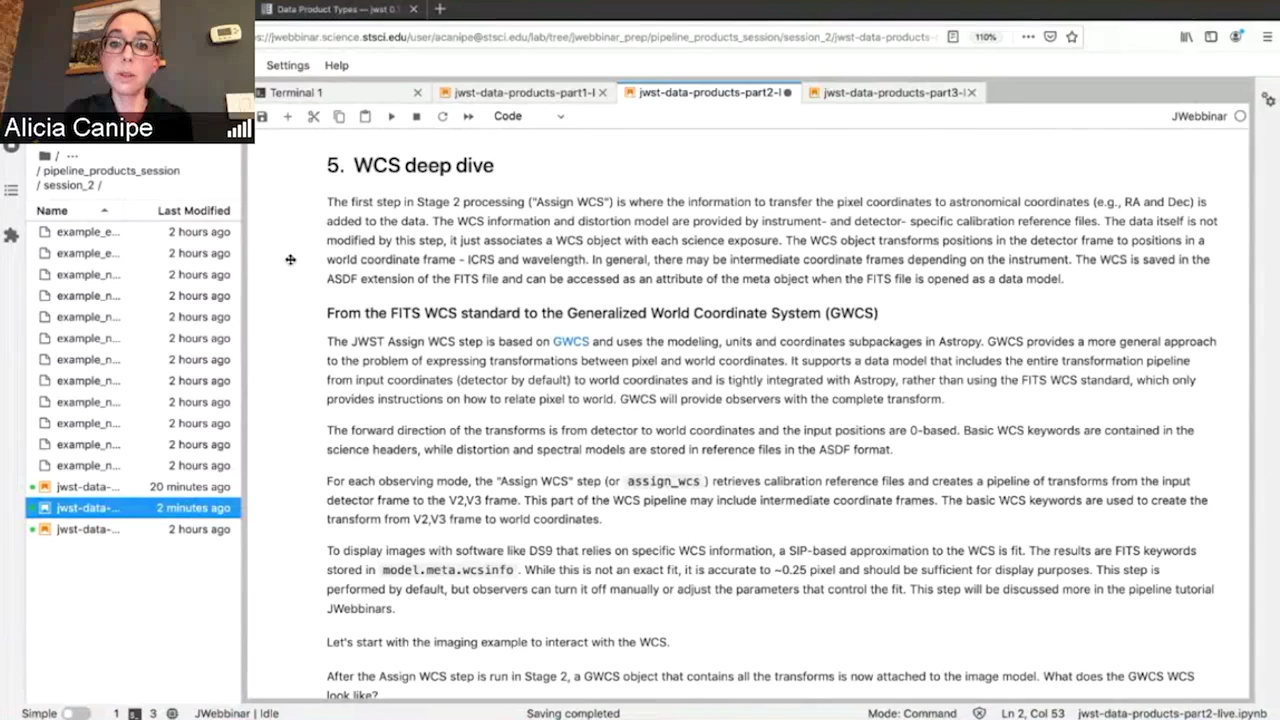 Data Product Types — jwst 0.1
s://jwebbinar.science.stsci.edu/user/acanipe@stsci.edu/lab/tree/jwebbinar_prep/pipeline_products_session/session_2/jwst-data-products- 110%
Settings Help
Terminal 1 jwst-data-products-part1-l jwst-data-products-part2-l jwst-data-products-part3-l
Alicia Canipe
Code JWebbinar
/ ...
/ pipeline_products_session
/ session_2 /
Name Last Modified
example_e... 2 hours ago
example_e... 2 hours ago
example_n... 2 hours ago
example_n... 2 hours ago
example_n... 2 hours ago
example_n... 2 hours ago
example_n... 2 hours ago
example_n... 2 hours ago
example_n... 2 hours ago
example_n... 2 hours ago
example_n... 2 hours ago
example_n... 2 hours ago
jwst-data-... 20 minutes ago
jwst-data-... 2 minutes ago
jwst-data-... 2 hours ago
5. WCS deep dive
The first step in Stage 2 processing ("Assign WCS") is where the information to transfer the pixel coordinates to astronomical coordinates (e.g., RA and Dec) is
added to the data. The WCS information and distortion model are provided by instrument- and detector- specific calibration reference files. The data itself is not
modified by this step, it just associates a WCS object with each science exposure. The WCS object transforms positions in the detector frame to positions in a
world coordinate frame - ICRS and wavelength. In general, there may be intermediate coordinate frames depending on the instrument. The WCS is saved in the
ASDF extension of the FITS file and can be accessed as an attribute of the meta object when the FITS file is opened as a data model.
From the FITS WCS standard to the Generalized World Coordinate System (GWCS)
The JWST Assign WCS step is based on GWCS and uses the modeling, units and coordinates subpackages in Astropy. GWCS provides a more general approach
to the problem of expressing transformations between pixel and world coordinates. It supports a data model that includes the entire transformation pipeline
from input coordinates (detector by default) to world coordinates and is tightly integrated with Astropy, rather than using the FITS WCS standard, which only
provides instructions on how to relate pixel to world. GWCS will provide observers with the complete transform.
The forward direction of the transforms is from detector to world coordinates and the input positions are 0-based. Basic WCS keywords are contained in the
science headers, while distortion and spectral models are stored in reference files in the ASDF format.
For each observing mode, the "Assign WCS" step (or assign_wcs ) retrieves calibration reference files and creates a pipeline of transforms from the input
detector frame to the V2,V3 frame. This part of the WCS pipeline may include intermediate coordinate frames. The basic WCS keywords are used to create the
transform from V2,V3 frame to world coordinates.
To display images with software like DS9 that relies on specific WCS information, a SIP-based approximation to the WCS is fit. The results are FITS keywords
stored in model.meta.wcsinfo . While this is not an exact fit, it is accurate to ~0.25 pixel and should be sufficient for display purposes. This step is
performed by default, but observers can turn it off manually or adjust the parameters that control the fit. This step will be discussed more in the pipeline tutorial
JWebbinars.
Let's start with the imaging example to interact with the WCS.
After the Assign WCS step is run in Stage 2, a GWCS object that contains all the transforms is now attached to the image model. What does the GWCS WCS
look like?
Simple 1 3 JWebbinar | Idle Saving completed Mode: Command Ln 2, Col 53 jwst-data-products-part2-live.ipynb